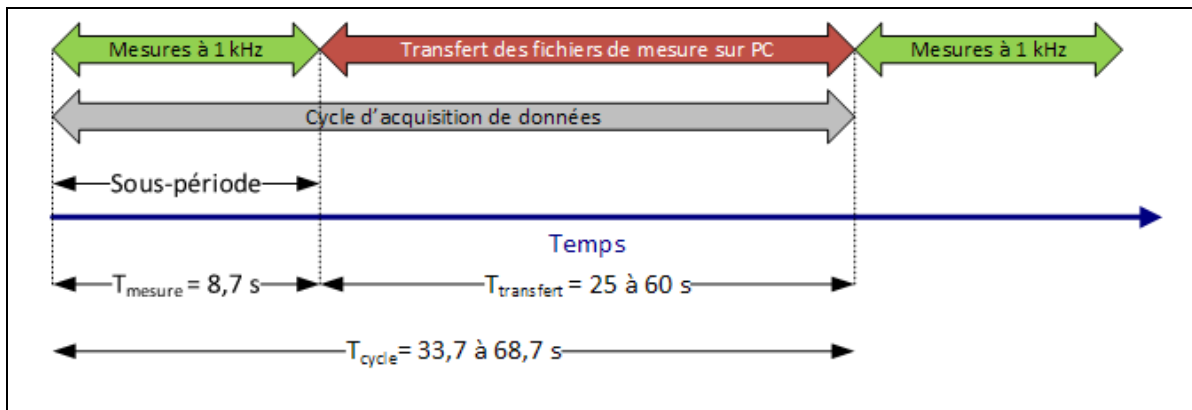 Mesures à 1 kHz
Transfert des fichiers de mesure sur PC
Mesures à 1 kHz
Cycle d’acquisition de données
Sous-période
Temps
Tmesure = 8,7 s
Ttransfert = 25 à 60 s
Tcycle= 33,7 à 68,7 s